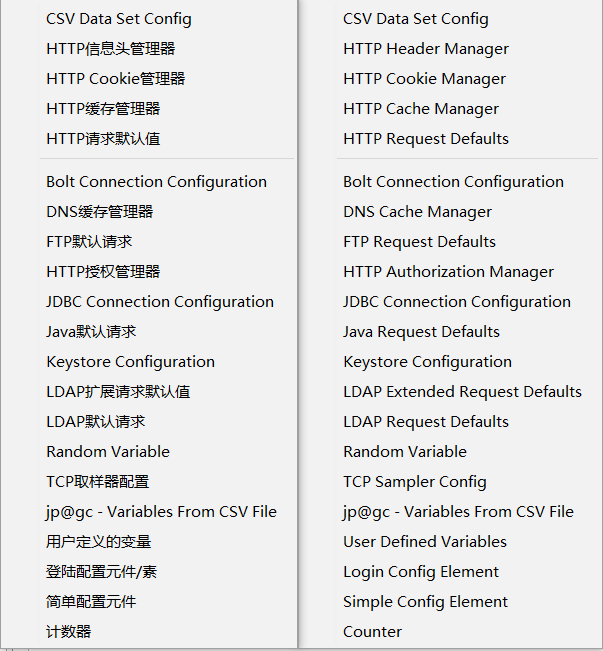 CSV Data Set Config
HTTP信息头管理器
HTTP Cookie管理器
HTTP缓存管理器
HTTP请求默认值
Bolt Connection Configuration
DNS缓存管理器
FTP默认请求
HTTP授权管理器
JDBC Connection Configuration
Java默认请求
Keystore Configuration
LDAP扩展请求默认值
LDAP默认请求
Random Variable
TCP取样器配置
jp@gc - Variables From CSV File
用户定义的变量
登陆配置元件/素
简单配置元件
计数器
CSV Data Set Config
HTTP Header Manager
HTTP Cookie Manager
HTTP Cache Manager
HTTP Request Defaults
Bolt Connection Configuration
DNS Cache Manager
FTP Request Defaults
HTTP Authorization Manager
JDBC Connection Configuration
Java Request Defaults
Keystore Configuration
LDAP Extended Request Defaults
LDAP Request Defaults
Random Variable
TCP Sampler Config
jp@gc - Variables From CSV File
User Defined Variables
Login Config Element
Simple Config Element
Counter